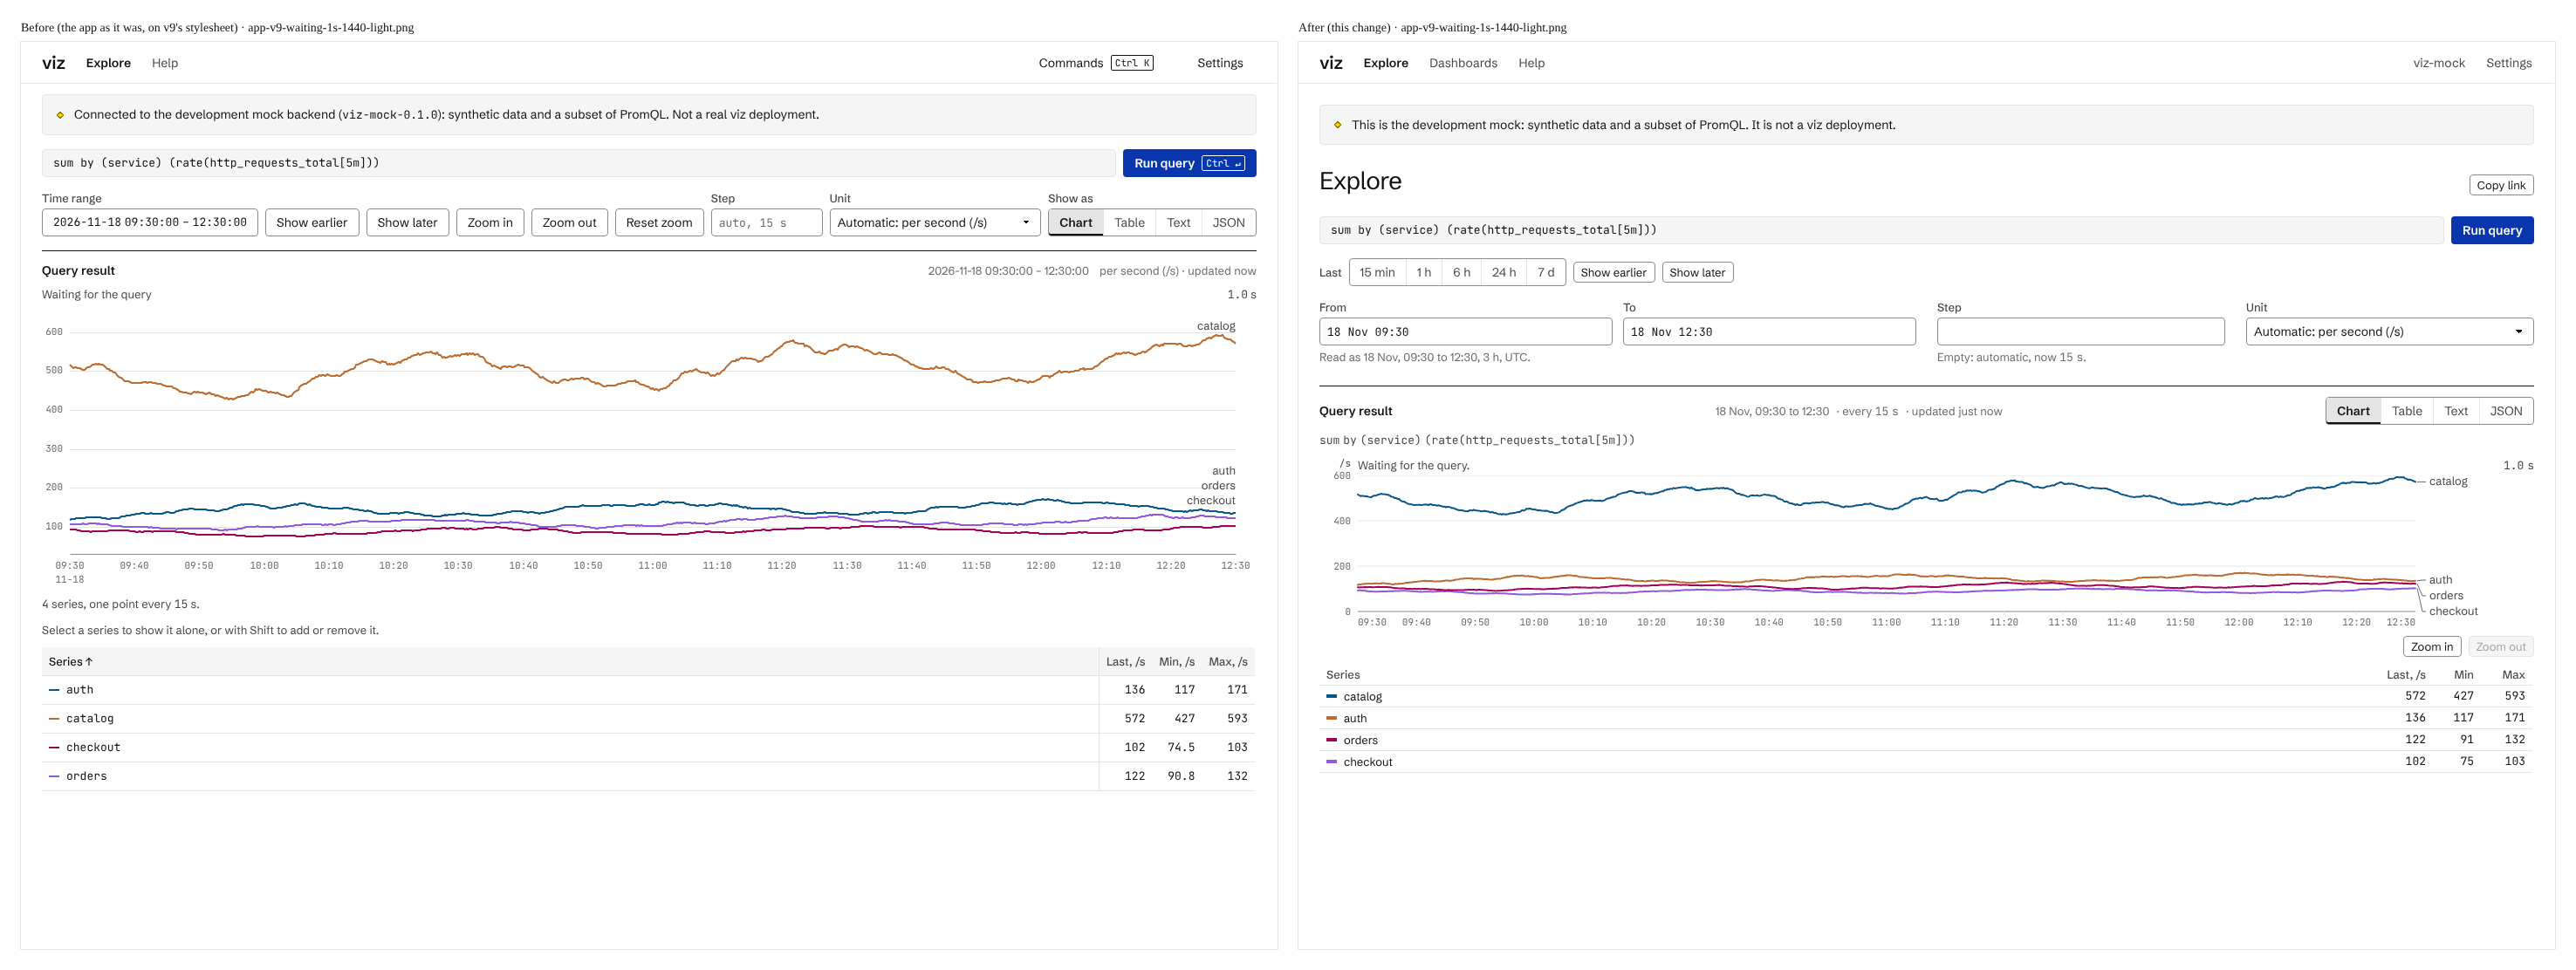 Before (the app as it was, on v9's stylesheet) · app-v9-waiting-1s-1440-light.png
viz Explore Help Commands Ctrl K Settings
Connected to the development mock backend (viz-mock-0.1.0): synthetic data and a subset of PromQL. Not a real viz deployment.
sum by (service) (rate(http_requests_total[5m])) Run query Ctrl ↵
Time range Step Unit Show as
2026-11-18 09:30:00 – 12:30:00 Show earlier Show later Zoom in Zoom out Reset zoom auto, 15 s Automatic: per second (/s) Chart Table Text JSON
Query result 2026-11-18 09:30:00 – 12:30:00 per second (/s) · updated now
Waiting for the query 1.0 s
catalog
600
500
400
300
auth
200 orders
checkout
100
09:30 09:40 09:50 10:00 10:10 10:20 10:30 10:40 10:50 11:00 11:10 11:20 11:30 11:40 11:50 12:00 12:10 12:20 12:30
11-18
4 series, one point every 15 s.
Select a series to show it alone, or with Shift to add or remove it.
Series ↑ Last, /s Min, /s Max, /s
auth 136 117 171
catalog 572 427 593
checkout 102 74.5 103
orders 122 90.8 132
After (this change) · app-v9-waiting-1s-1440-light.png
viz Explore Dashboards Help viz-mock Settings
This is the development mock: synthetic data and a subset of PromQL. It is not a viz deployment.
Explore Copy link
sum by (service) (rate(http_requests_total[5m])) Run query
Last 15 min 1 h 6 h 24 h 7 d Show earlier Show later
From To Step Unit
18 Nov 09:30 18 Nov 12:30 Automatic: per second (/s)
Read as 18 Nov, 09:30 to 12:30, 3 h, UTC. Empty: automatic, now 15 s.
Query result 18 Nov, 09:30 to 12:30 · every 15 s · updated just now Chart Table Text JSON
sum by (service) (rate(http_requests_total[5m]))
/s Waiting for the query. 1.0 s
600
catalog
400
200
auth
orders
0 checkout
09:30 09:40 09:50 10:00 10:10 10:20 10:30 10:40 10:50 11:00 11:10 11:20 11:30 11:40 11:50 12:00 12:10 12:20 12:30
Zoom in Zoom out
Series Last, /s Min Max
catalog 572 427 593
auth 136 117 171
orders 122 91 132
checkout 102 75 103